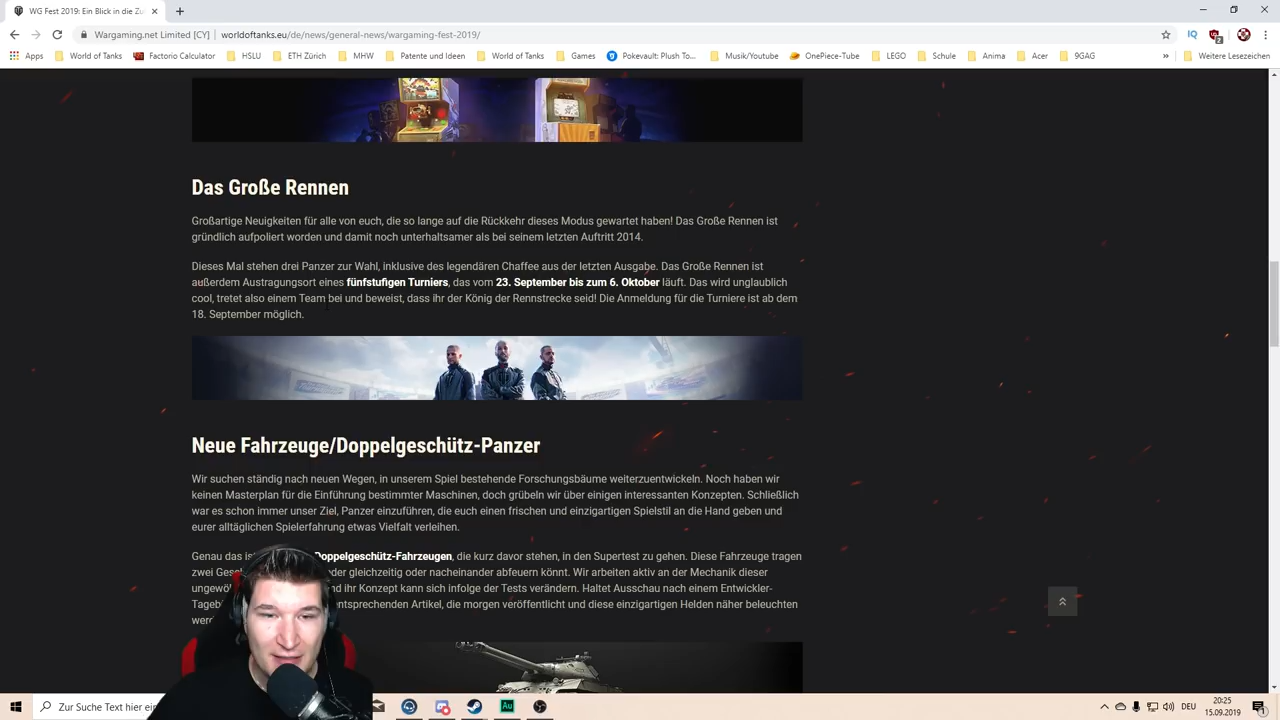 WG Fest 2019: Ein Blick in die Zu
Wargaming.net Limited [CY] | worldoftanks.eu/de/news/general-news/wargaming-fest-2019/
IQ
2
Apps World of Tanks Factorio Calculator HSLU ETH Zürich MHW Patente und Ideen World of Tanks Games Pokevault: Plush To... Musik/Youtube OnePiece-Tube LEGO Schule Anima Acer 9GAG » Weitere Lesezeichen
Das Große Rennen
Großartige Neuigkeiten für alle von euch, die so lange auf die Rückkehr dieses Modus gewartet haben! Das Große Rennen ist
gründlich aufpoliert worden und damit noch unterhaltsamer als bei seinem letzten Auftritt 2014.
Dieses Mal stehen drei Panzer zur Wahl, inklusive des legendären Chaffee aus der letzten Ausgabe. Das Große Rennen ist
außerdem Austragungsort eines fünfstufigen Turniers, das vom 23. September bis zum 6. Oktober läuft. Das wird unglaublich
cool, tretet also einem Team bei und beweist, dass ihr der König der Rennstrecke seid! Die Anmeldung für die Turniere ist ab dem
18. September möglich.
Neue Fahrzeuge/Doppelgeschütz-Panzer
Wir suchen ständig nach neuen Wegen, in unserem Spiel bestehende Forschungsbäume weiterzuentwickeln. Noch haben wir
keinen Masterplan für die Einführung bestimmter Maschinen, doch grübeln wir über einigen interessanten Konzepten. Schließlich
war es schon immer unser Ziel, Panzer einzuführen, die euch einen frischen und einzigartigen Spielstil an die Hand geben und
eurer alltäglichen Spielerfahrung etwas Vielfalt verleihen.
Genau das is Doppelgeschütz-Fahrzeugen, die kurz davor stehen, in den Supertest zu gehen. Diese Fahrzeuge tragen
zwei Gesc der gleichzeitig oder nacheinander abfeuern könnt. Wir arbeiten aktiv an der Mechanik dieser
ungewö nd ihr Konzept kann sich infolge der Tests verändern. Haltet Ausschau nach einem Entwickler-
Tageb entsprechenden Artikel, die morgen veröffentlicht und diese einzigartigen Helden näher beleuchten
wer
Zur Suche Text hier ein
Au
DEU
20:25
15.09.2019
1